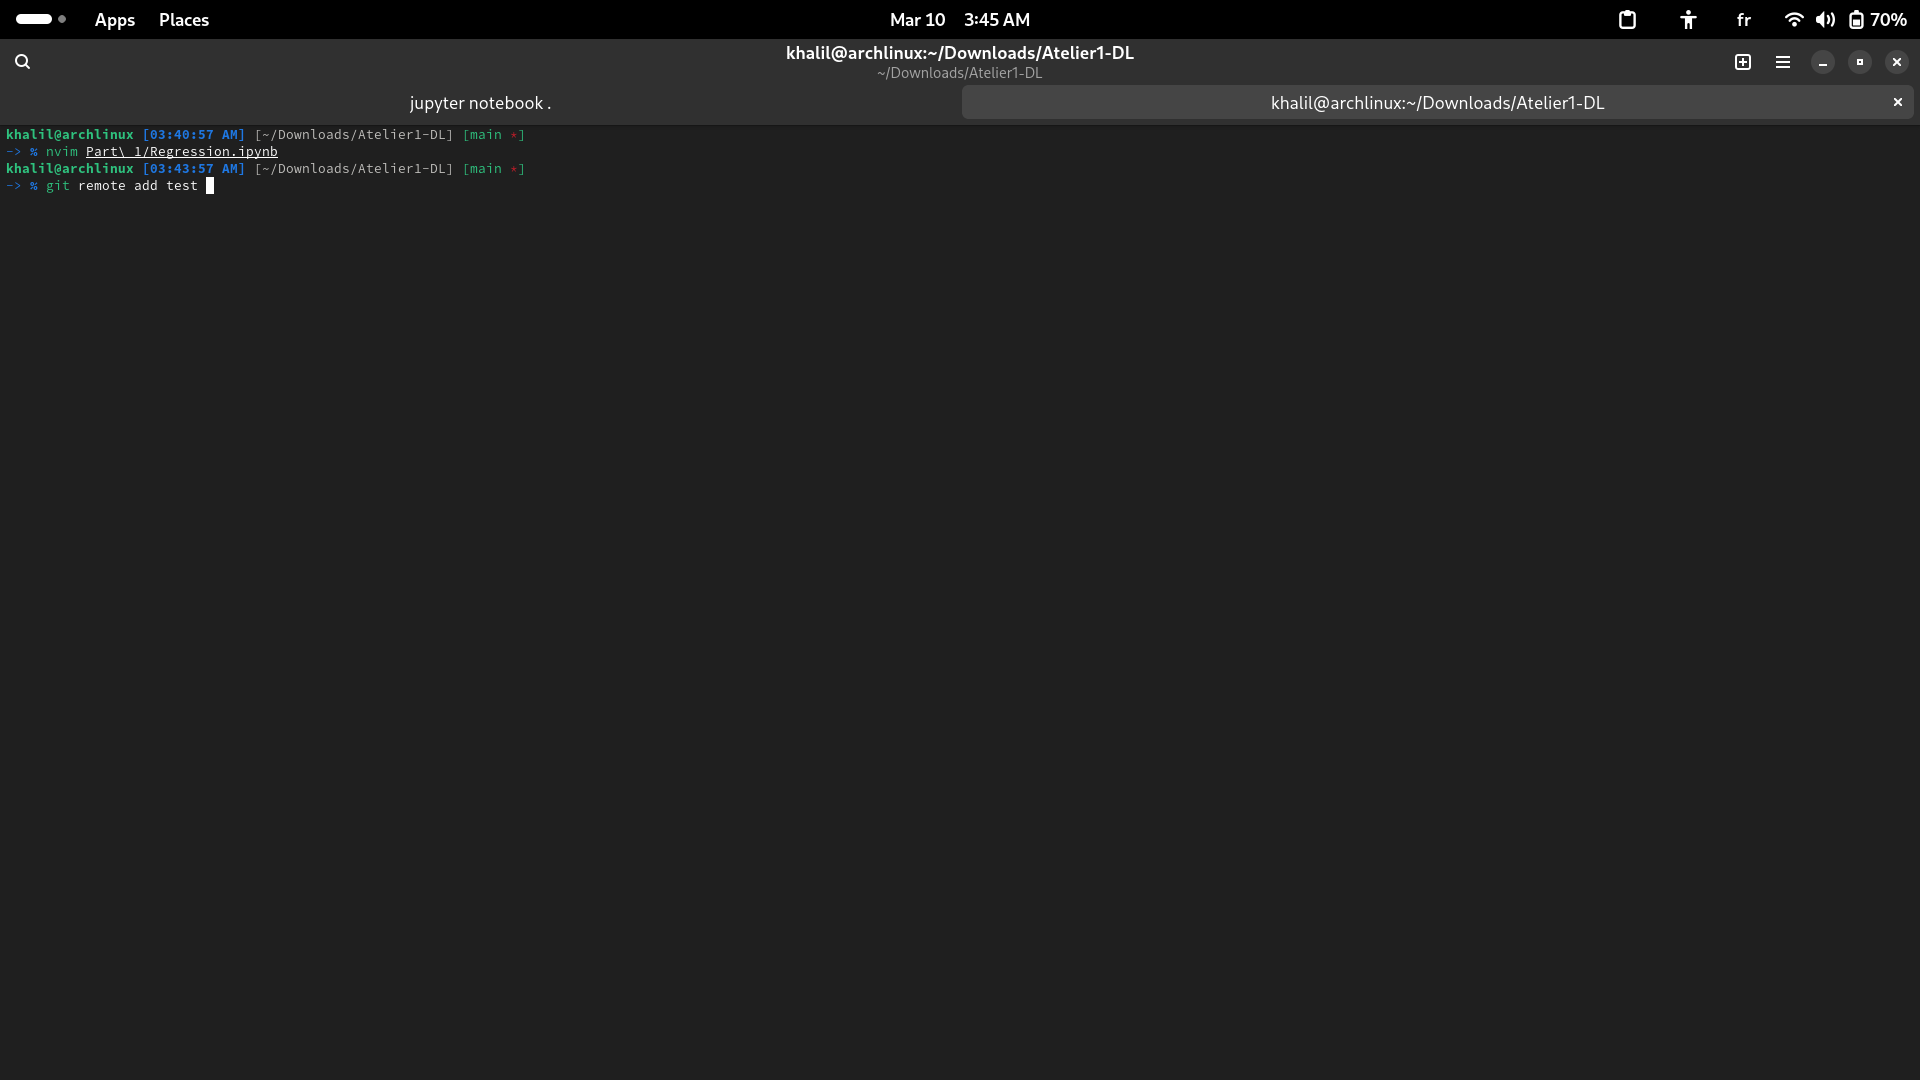 Apps Places Mar 10 3:45 AM fr 70%
khalil@archlinux:~/Downloads/Atelier1-DL
~/Downloads/Atelier1-DL
jupyter notebook . khalil@archlinux:~/Downloads/Atelier1-DL
khalil@archlinux [03:40:57 AM] [~/Downloads/Atelier1-DL] [main *]
-> % nvim Part\ 1/Regression.ipynb
khalil@archlinux [03:43:57 AM] [~/Downloads/Atelier1-DL] [main *]
-> % git remote add test